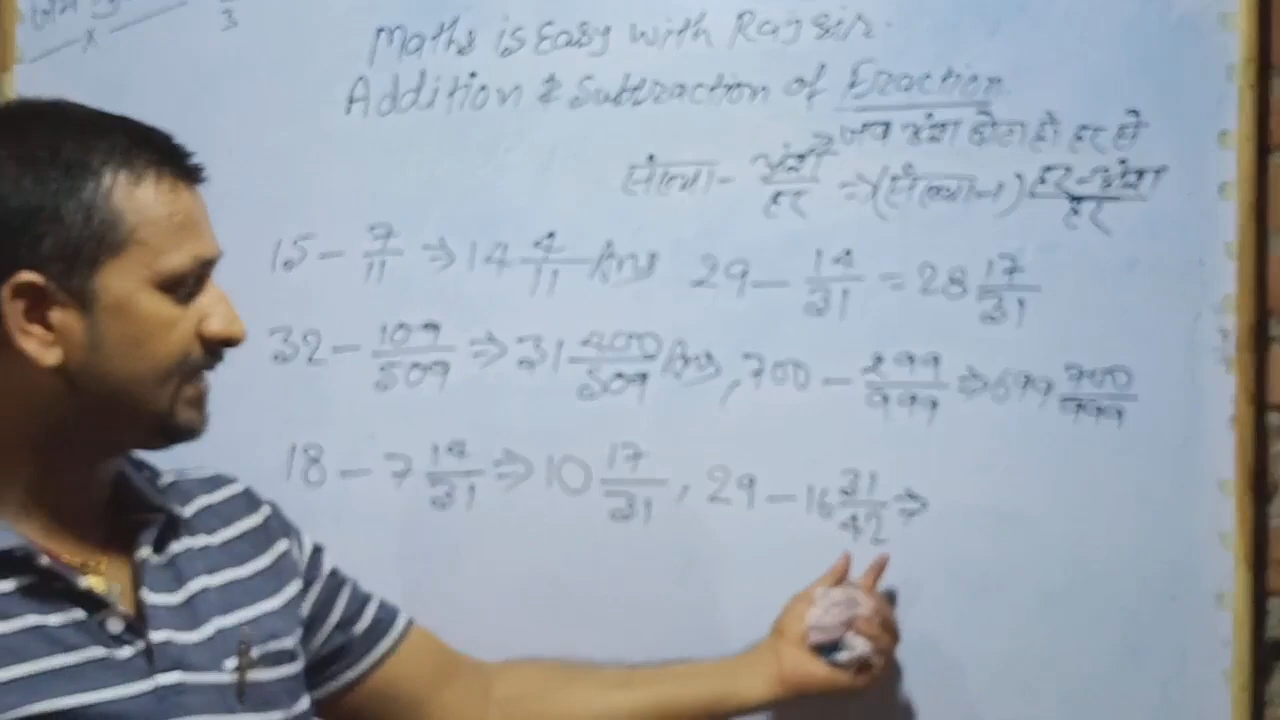 3
Maths is Easy with Raj sir.
Addition & Subtraction of Fraction
जब अंश छोटा हो हर से
संख्या - अंश/हर ⇒ (संख्या-1) हर-अंश/हर
15 - 7/11 ⇒ 14 4/11 Ans 29 - 14/31 = 28 17/31
32 - 109/509 ⇒ 31 400/509 Ans, 700 - 299/999 ⇒ 699 700/999
18 - 7 14/31 ⇒ 10 17/31, 29 - 16 31/42 ⇒